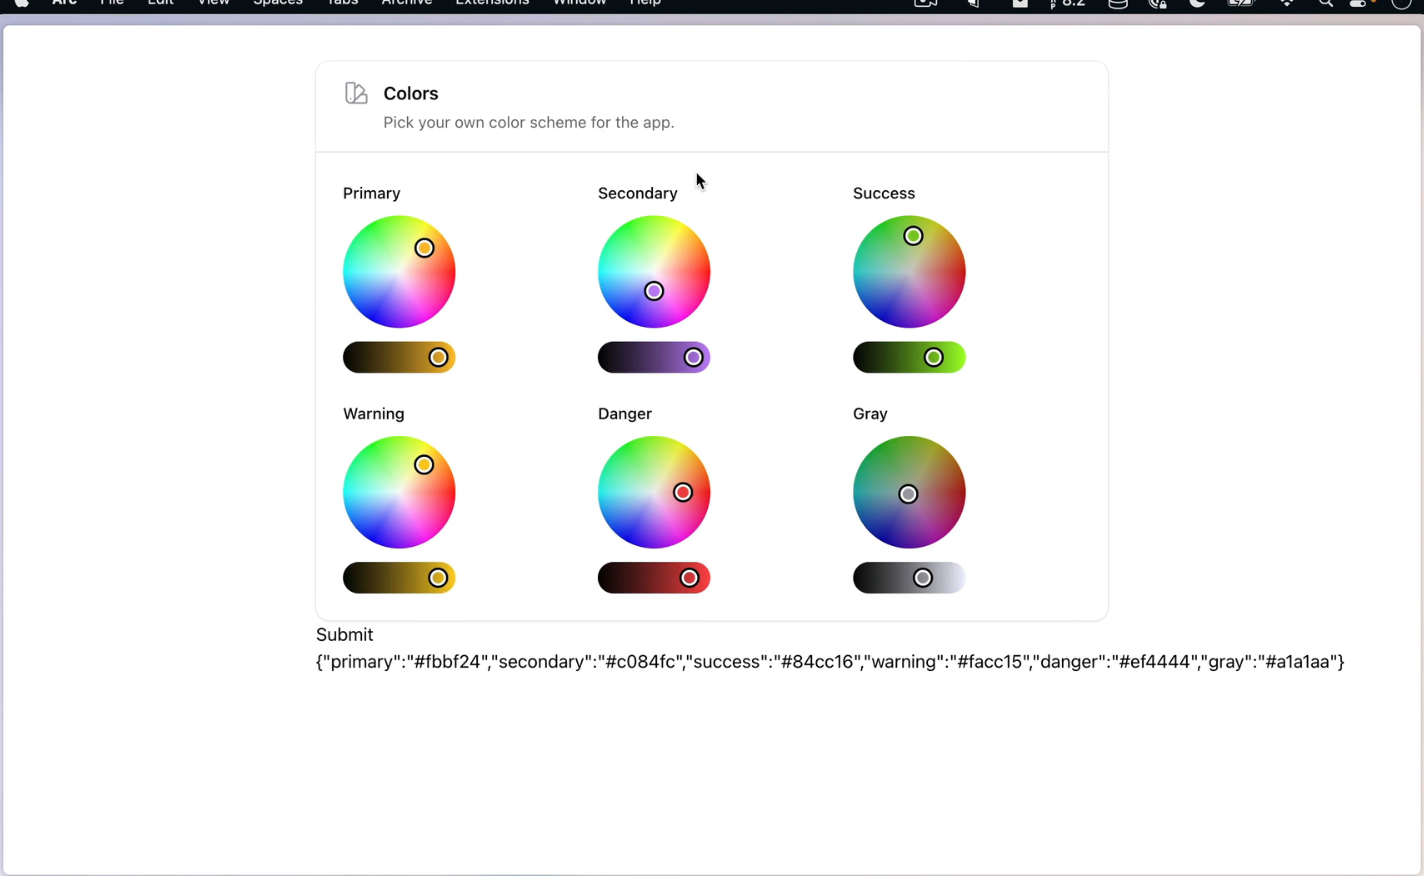 Arc File Edit View Spaces Tabs Archive Extensions Window Help 8.2
Colors
Pick your own color scheme for the app.
Primary Secondary Success
Warning Danger Gray
Submit
{"primary":"#fbbf24","secondary":"#c084fc","success":"#84cc16","warning":"#facc15","danger":"#ef4444","gray":"#a1a1aa"}